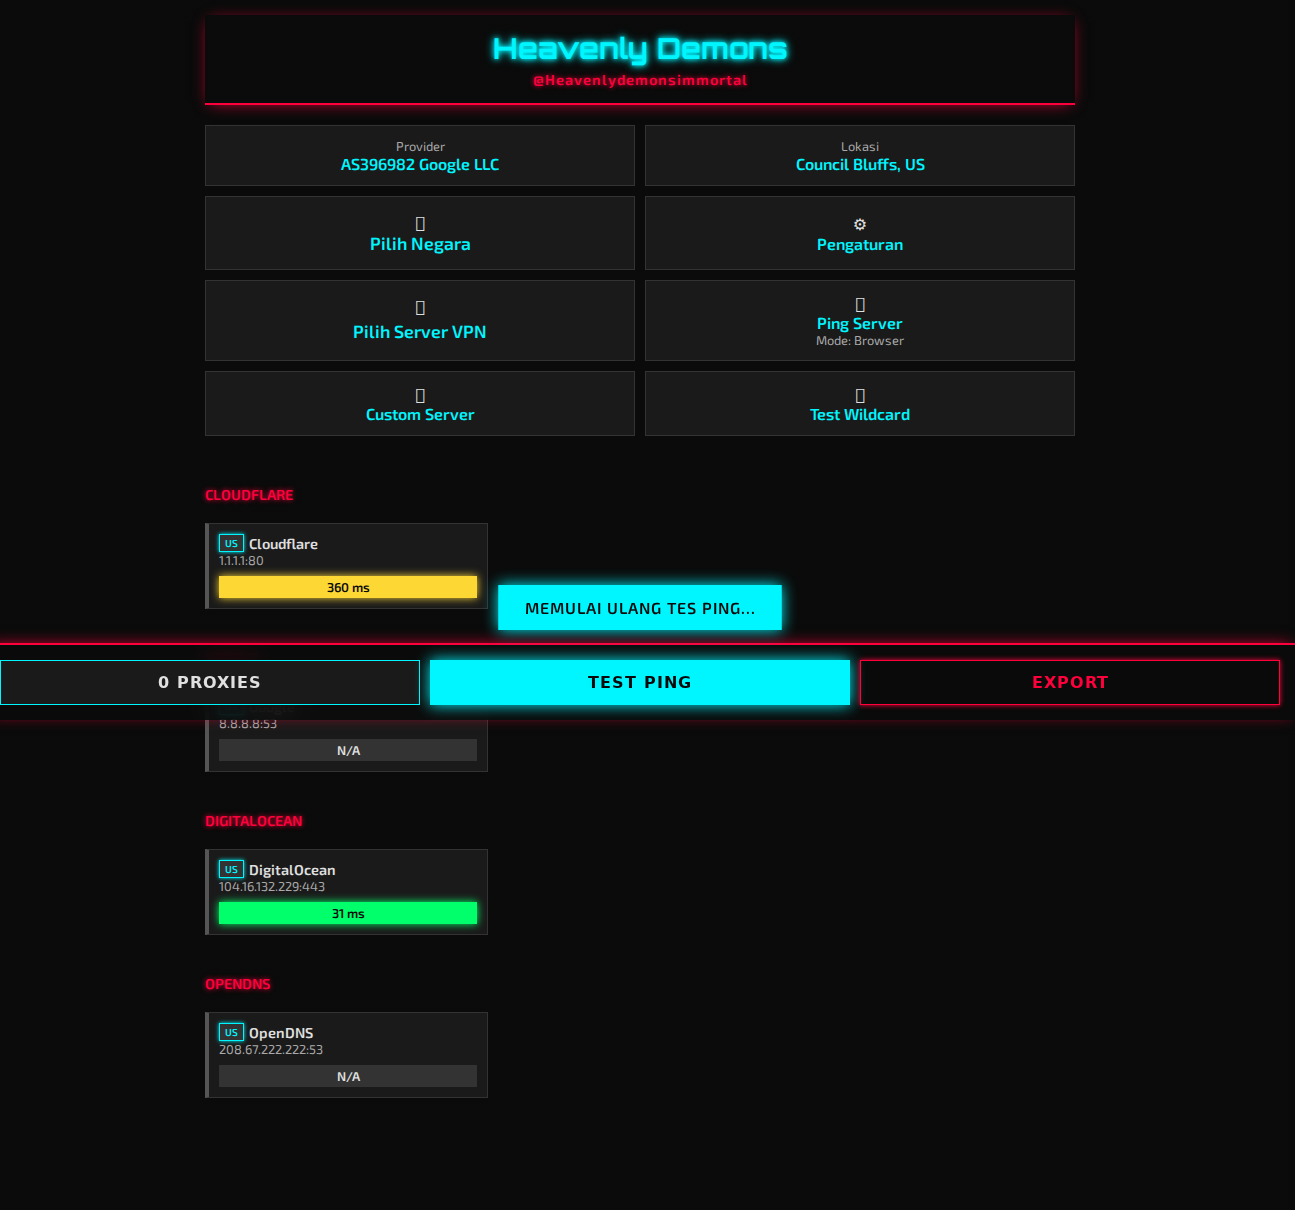 Heavenly Demons
@Heavenlydemonsimmortal
Provider
AS396982 Google LLC
Lokasi
Council Bluffs, US
Pilih Negara
⚙
Pengaturan
Pilih Server VPN
Ping Server
Mode: Browser
Custom Server
Test Wildcard
CLOUDFLARE
US Cloudflare
1.1.1.1:80
360 ms
MEMULAI ULANG TES PING...
0 PROXIES
TEST PING
EXPORT
8.8.8.8:53
N/A
DIGITALOCEAN
US DigitalOcean
104.16.132.229:443
31 ms
OPENDNS
US OpenDNS
208.67.222.222:53
N/A